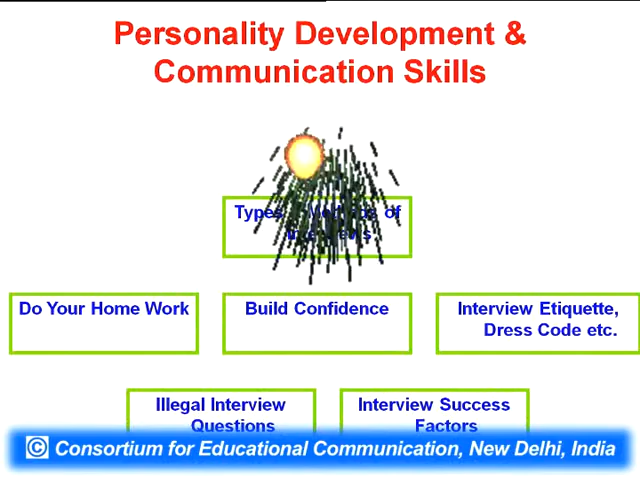 Personality Development &
Communication Skills
Types of
Do Your Home Work
Build Confidence
Interview Etiquette,
Dress Code etc.
Illegal Interview
Questions
Interview Success
Factors
© Consortium for Educational Communication, New Delhi, India